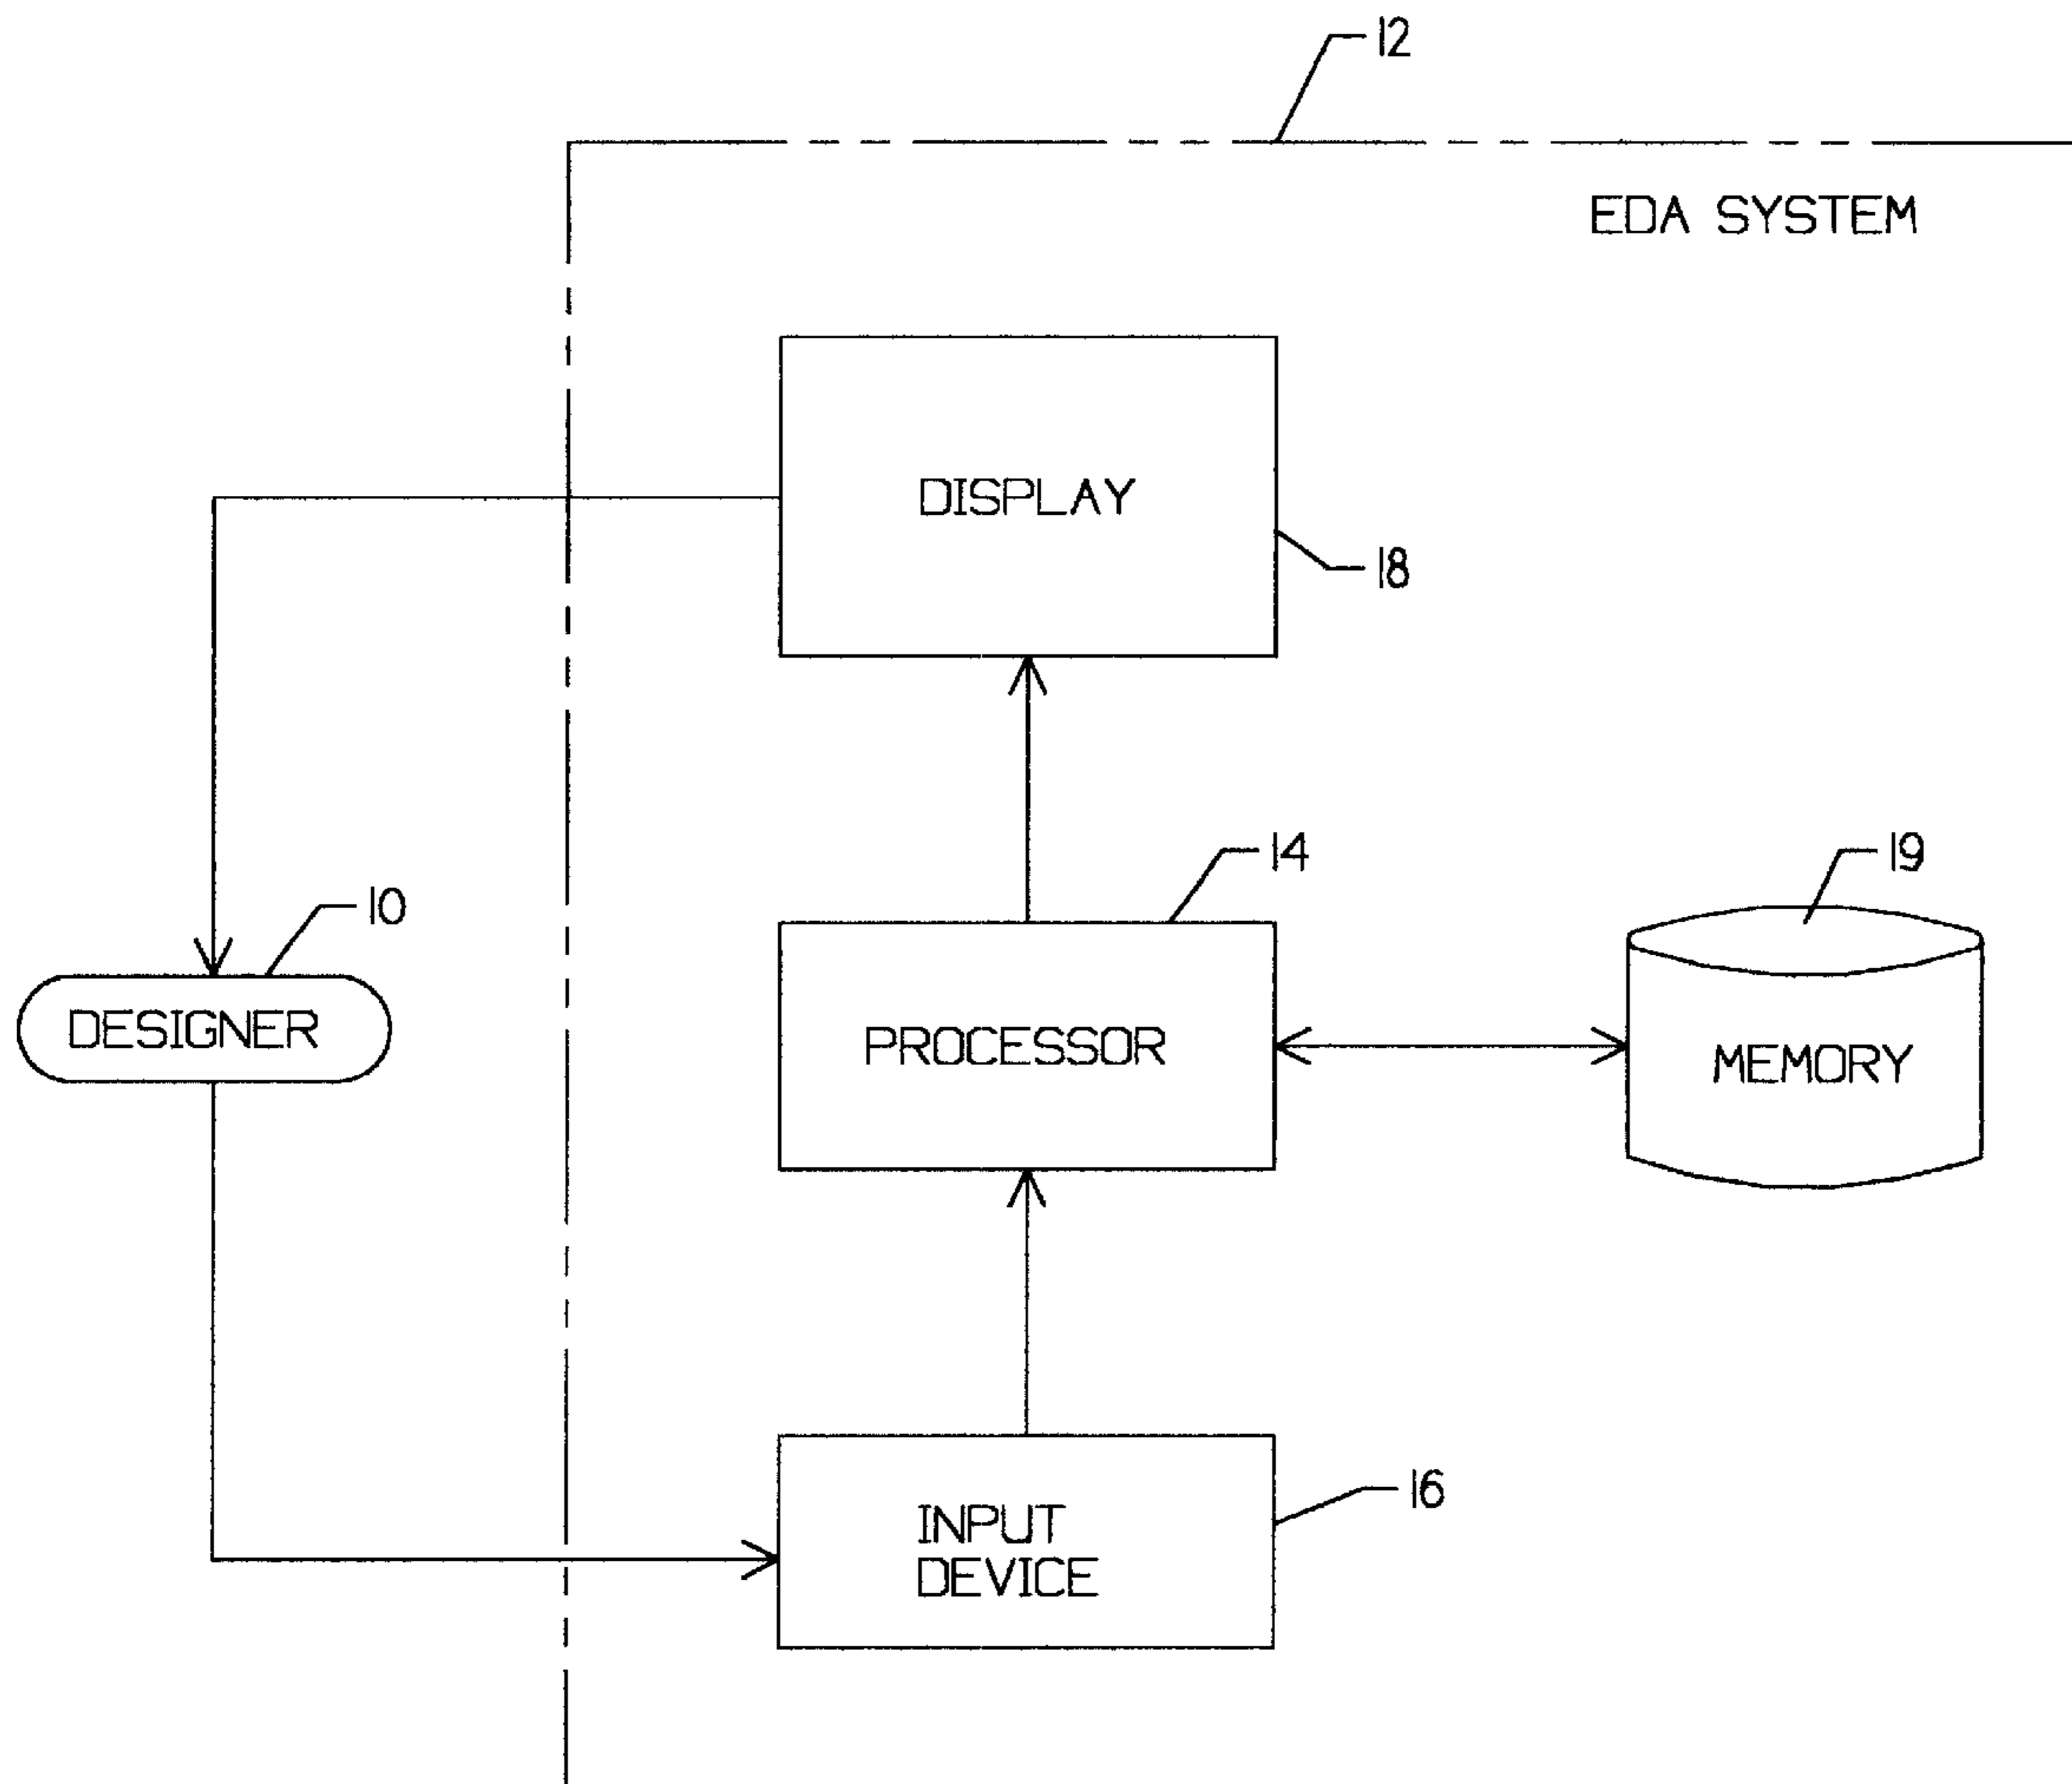 12
EDA SYSTEM
DISPLAY
18
14
19
10
DESIGNER
PROCESSOR
MEMORY
16
INPUT
DEVICE